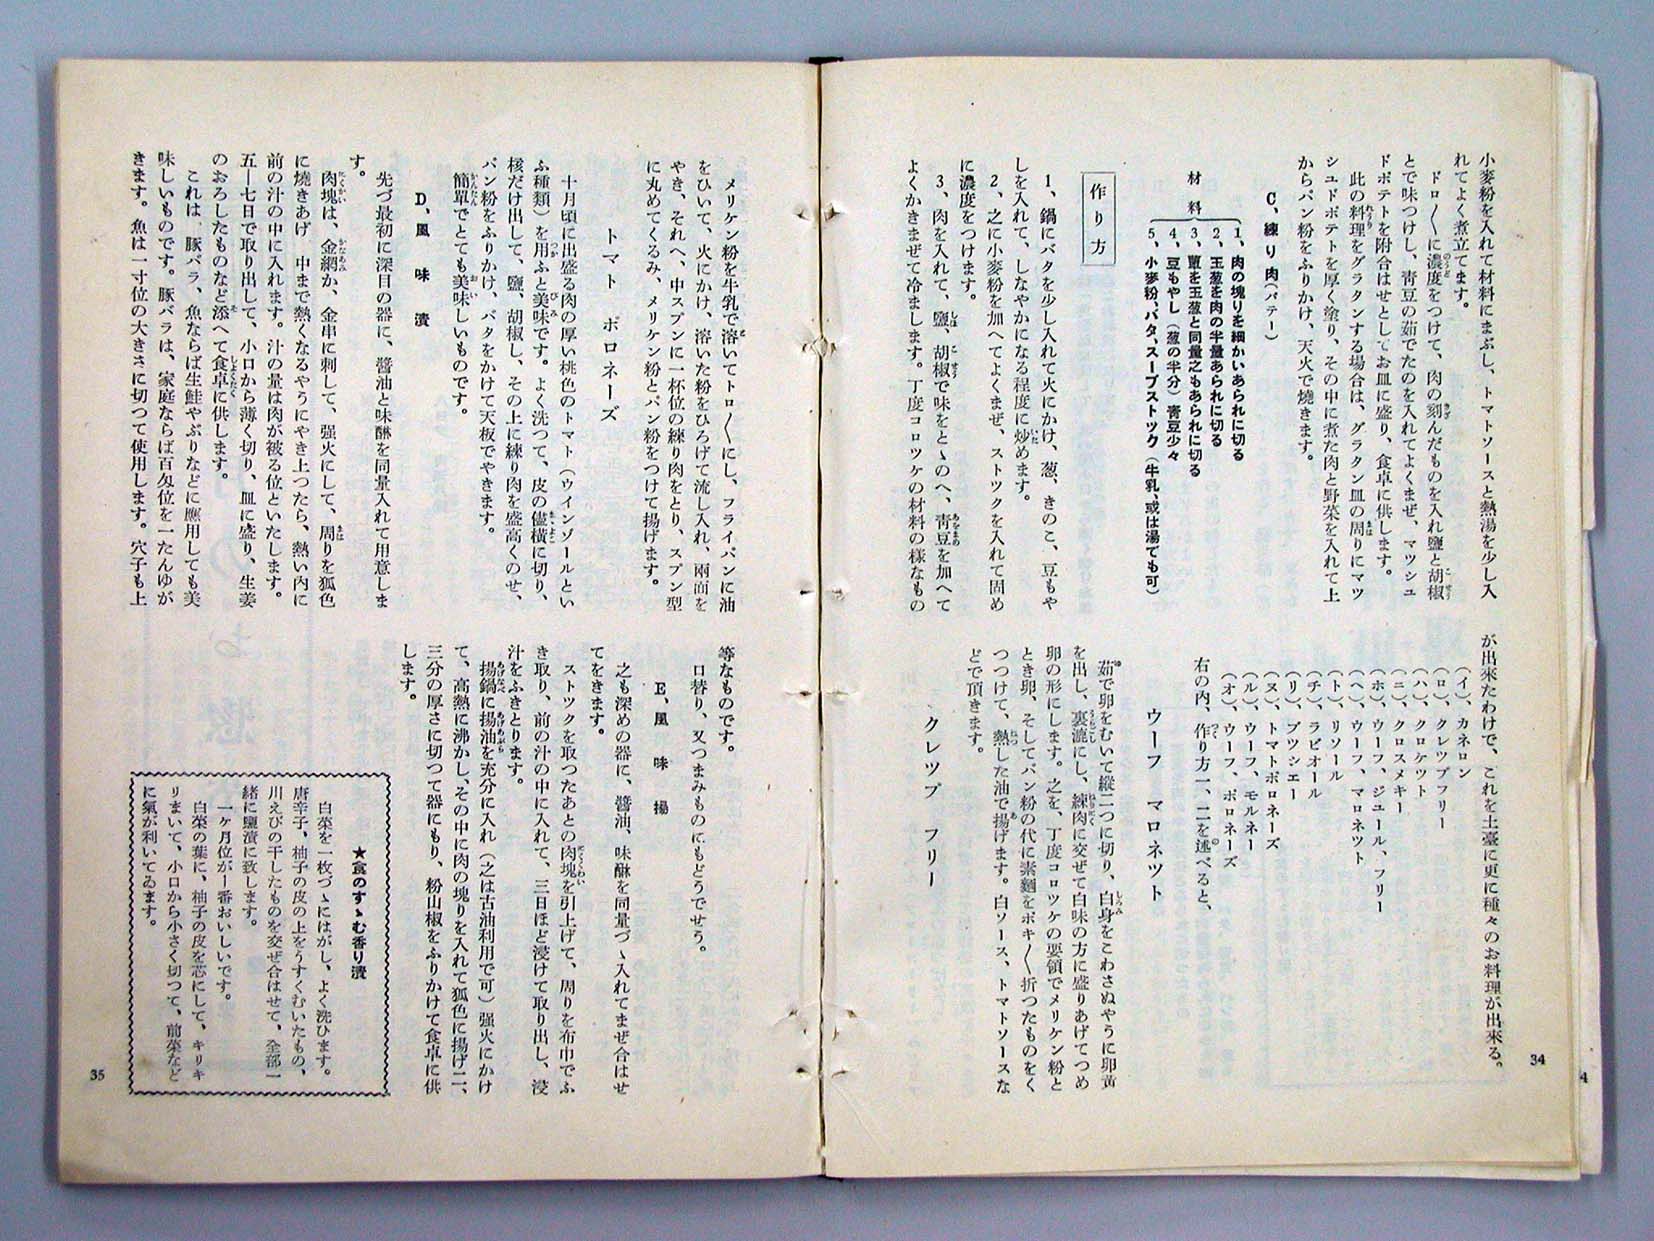 小麥粉を入れて材料にまぶし、トマトソースと熱湯を少し入
れてよく煮立てます。
ドロ〳〵に濃度をつけて、肉の刻んだものを入れ鹽と胡椒
とで味つけし、靑豆の茹でたのを入れてよくまぜ、マツシユ
ドポテトを附合はせとしてお皿に盛り、食卓に供します。
此の料理をグラタンする場合は、グラタン皿の周りにマツ
シユドポテトを厚く塗り、その中に煮た肉と野菜を入れて上
からパン粉をふりかけ、天火で燒きます。
C、練り肉（パテー）
材料
1、肉の塊りを細かいあられに切る
2、玉葱を肉の半量あられに切る
3、茸を玉葱と同量之もあられに切る
4、豆もやし（葱の半分）靑豆少々
5、小麥粉、バタ、スープストツク（牛乳、或は湯でも可）
作り方
1、鍋にバタを少し入れて火にかけ、葱、きのこ、豆もや
しを入れて、しなやかになる程度に炒めます。
2、之に小麥粉を加へてよくまぜ、ストツクを入れて固め
に濃度をつけます。
3、肉を入れて、鹽、胡椒で味をとゝのへ、靑豆を加へて
よくかきまぜて冷まします。丁度コロツケの材料の樣なもの
が出來たわけで、これを土臺に更に種々のお料理が出來る。
（イ）、カネロン
（ロ）、クレツプフリー
（ハ）、クロケツト
（ニ）、クロスメキー
（ホ）、ウーフ、ジユール、フリー
（ヘ）、ウーフ、マロネツト
（ト）、リソール
（チ）、ラビオール
（リ）、ブツシエー
（ヌ）、トマトポロネーズ
（ル）、ウーフ、モルネー
（オ）、ウーフ、ポロネーズ
右の內、作り方一、二を述べると、
ウーフ マロネツト
茹で卵をむいて縱二つに切り、白身をこわさぬやうに卵黃
を出し、裏漉にし、練肉に交ぜて白味の方に盛りあげてつめ
卵の形にします。之を、丁度コロツケの要領でメリケン粉と
とき卵、そしてパン粉の代に素麵をポキ〳〵折つたものをく
つつけて、熱した油で揚げます。白ソース、トマトソースな
どで頂きます。
クレツプ フリー
34
メリケン粉を牛乳で溶いてトロ〳〵にし、フライパンに油
をひいて、火にかけ、溶いた粉をひろげて流し入れ、兩面を
やき、それへ、中スプンに一杯位の練り肉をとり、スプン型
に丸めてくるみ、メリケン粉とパン粉をつけて揚げます。
トマト ポロネーズ
十月頃に出盛る肉の厚い桃色のトマト（ウインゾールとい
ふ種類）を用ふと美味です。よく洗つて、皮の儘橫に切り、
核だけ出して、鹽、胡椒し、その上に練り肉を盛高くのせ、
パン粉をふりかけ、バタをかけて天板でやきます。
簡單でとても美味しいものです。
D、風味漬
先づ最初に深目の器に、醬油と味醂を同量入れて用意しま
す。
肉塊は、金網か、金串に刺して、强火にして、周りを狐色
に燒きあげ 中まで熱くなるやうにやき上つたら、熱い內に
前の汁の中に入れます。汁の量は肉が被る位といたします。
五―七日で取り出して、小口から薄く切り、皿に盛り、生姜
のおろしたものなど添へて食卓に供します。
これは、豚バラ、魚ならば生鮭やぶりなどに應用しても美
味しいものです。豚バラは、家庭ならば百匁位を一たんゆが
きます。魚は一寸位の大きさに切つて使用します。穴子も上
等なものです。
口替り、又つまみものにもどうでせう。
E、風味揚
之も深めの器に、醬油、味醂を同量づゝ入れてまぜ合はせ
てをきます。
ストツクを取つたあとの肉塊を引上げて、周りを布巾でふ
き取り、前の汁の中に入れて、三日ほど浸けて取り出し、浸
汁をふきとります。
揚鍋に揚油を充分に入れ（之は古油利用で可）强火にかけ
て、高熱に沸かし、その中に肉の塊りを入れて狐色に揚げ二、
三分の厚さに切つて器にもり、粉山椒をふりかけて食卓に供
します。
★食のすゝむ香り漬
白菜を一枚づゝにはがし、よく洗ひます。
唐辛子、柚子の皮の上をうすくむいたもの、
川えびの干したものを交ぜ合はせて、全部一
緖に鹽漬に致します。
一ケ月位が一番おいしいです。
白菜の葉に、柚子の皮を芯にして、キリキ
リまいて、小口から小さく切つて、前菜など
に氣が利いてゐます。
35